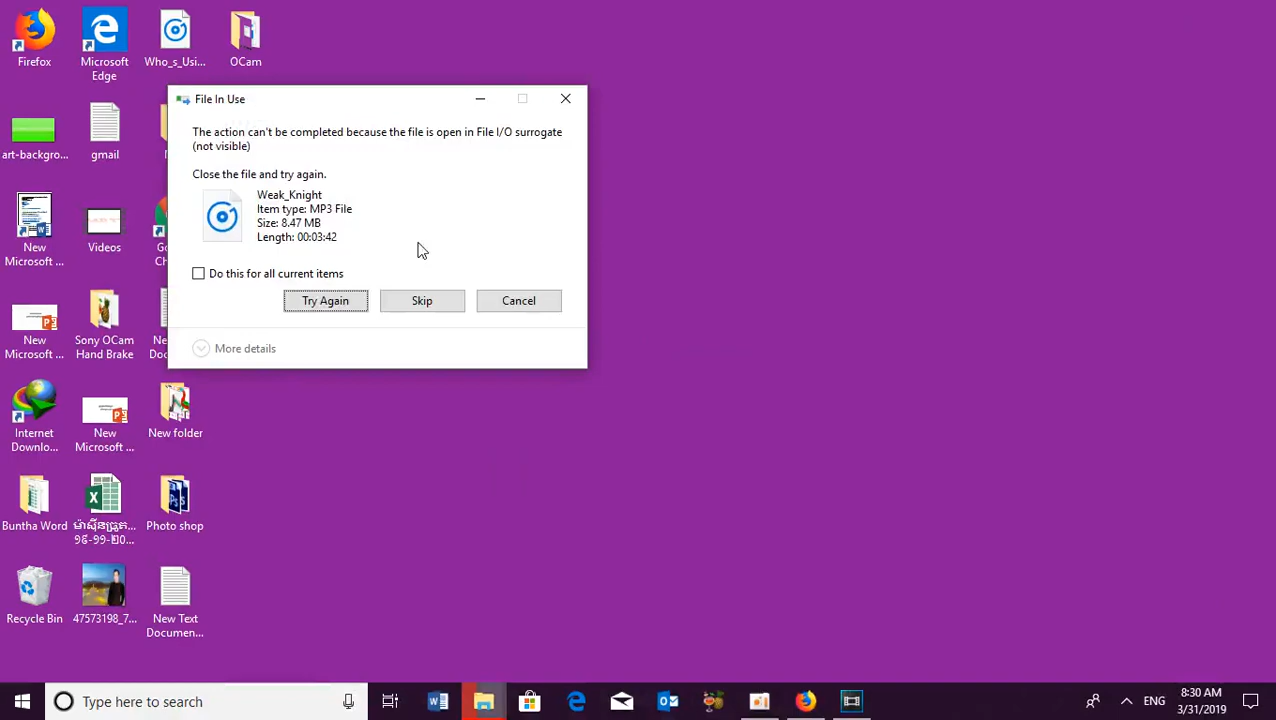 Firefox
Microsoft
Edge
Who_s_Usi...
OCam
art-backgro...
gmail
New
Microsoft ...
Videos
New
Microsoft ...
Sony OCam
Hand Brake
Internet
Downlo...
New
Microsoft ...
New folder
Buntha Word
Photo shop
Recycle Bin
47573198_7...
New Text
Documen...
File In Use
The action can't be completed because the file is open in File I/O surrogate
(not visible)
Close the file and try again.
Weak_Knight
Item type: MP3 File
Size: 8.47 MB
Length: 00:03:42
Do this for all current items
Try Again
Skip
Cancel
More details
Type here to search
ENG
8:30 AM
3/31/2019